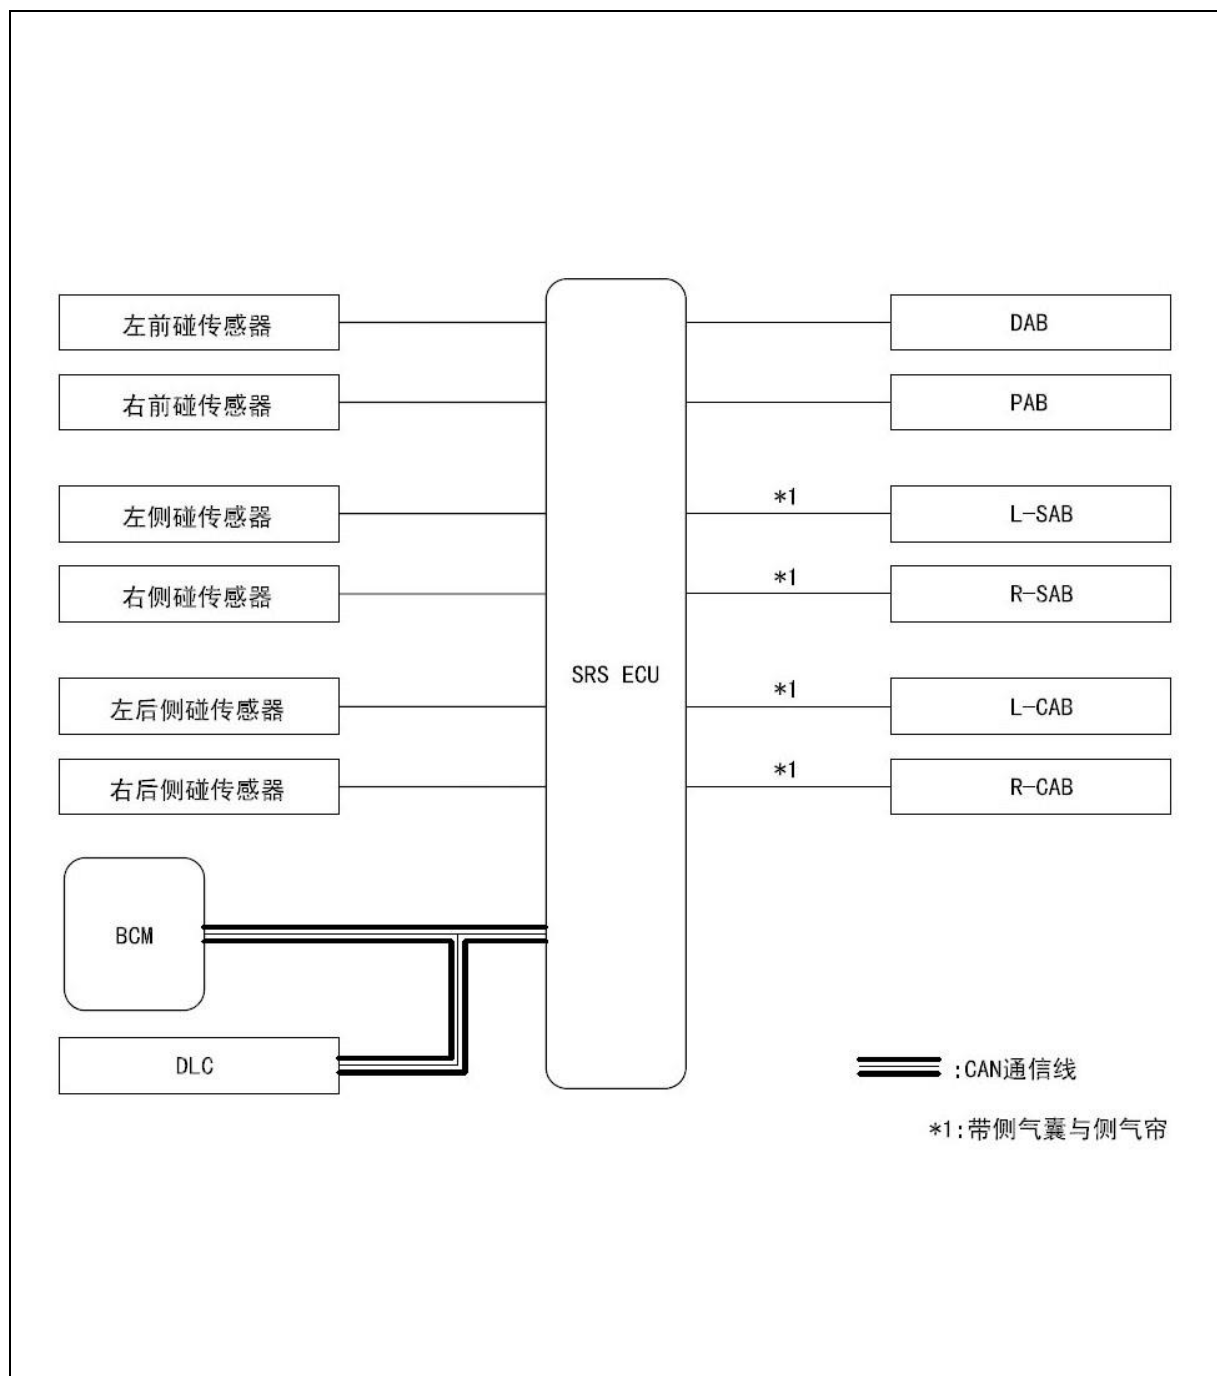 左前碰传感器
DAB
右前碰传感器
PAB
左侧碰传感器
*1
L-SAB
右侧碰传感器
*1
R-SAB
SRS ECU
左后侧碰传感器
*1
L-CAB
右后侧碰传感器
*1
R-CAB
BCM
DLC
:CAN通信线
*1:带侧气囊与侧气帘